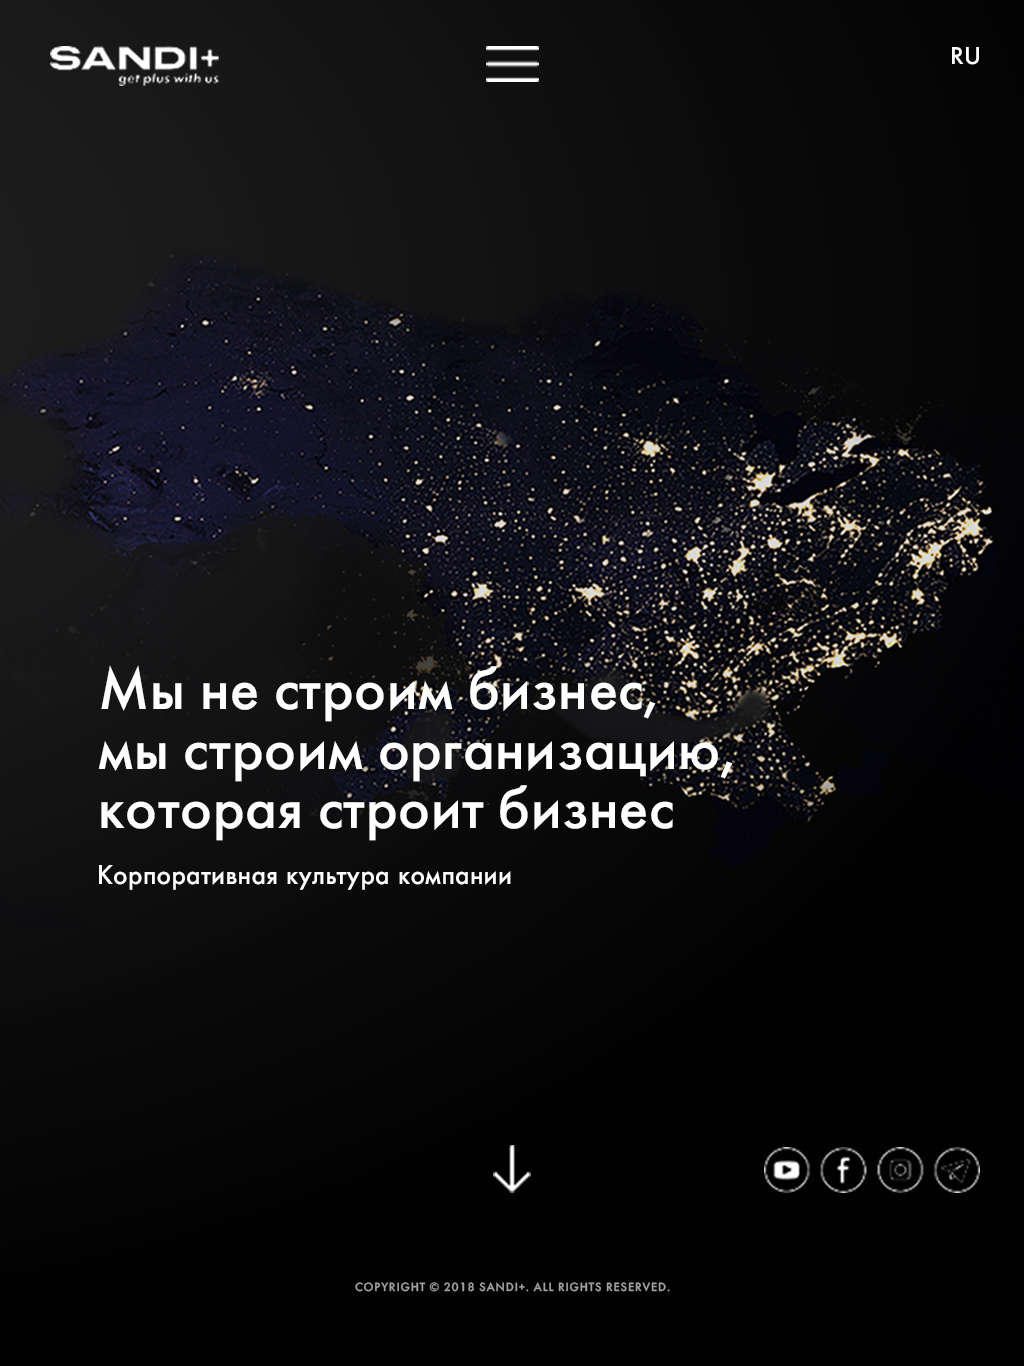 SANDI+
get plus with us
RU
Мы не строим бизнес,
мы строим организацию,
которая строит бизнес
Корпоративная культура компании
COPYRIGHT © 2018 SANDI+. ALL RIGHTS RESERVED.